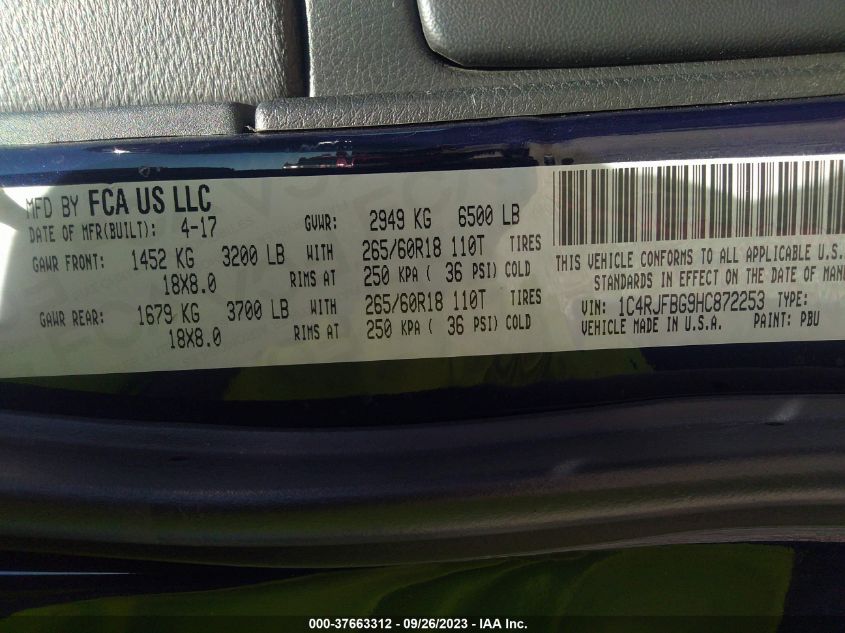 MFD BY FCA US LLC
DATE OF MFR(BUILT): 4-17 GVWR: 2949 KG 6500 LB
GAWR FRONT: 1452 KG 3200 LB WITH 265/60R18 110T TIRES
18X8.0 RIMS AT 250 KPA ( 36 PSI) COLD
GAWR REAR: 1679 KG 3700 LB WITH 265/60R18 110T TIRES
18X8.0 RIMS AT 250 KPA ( 36 PSI) COLD
THIS VEHICLE CONFORMS TO ALL APPLICABLE U.S.
STANDARDS IN EFFECT ON THE DATE OF
VIN: 1C4RJFBG9HC872253 TYPE:
VEHICLE MADE IN U.S.A. PAINT: PBU
000-37663312 - 09/26/2023 - IAA Inc.